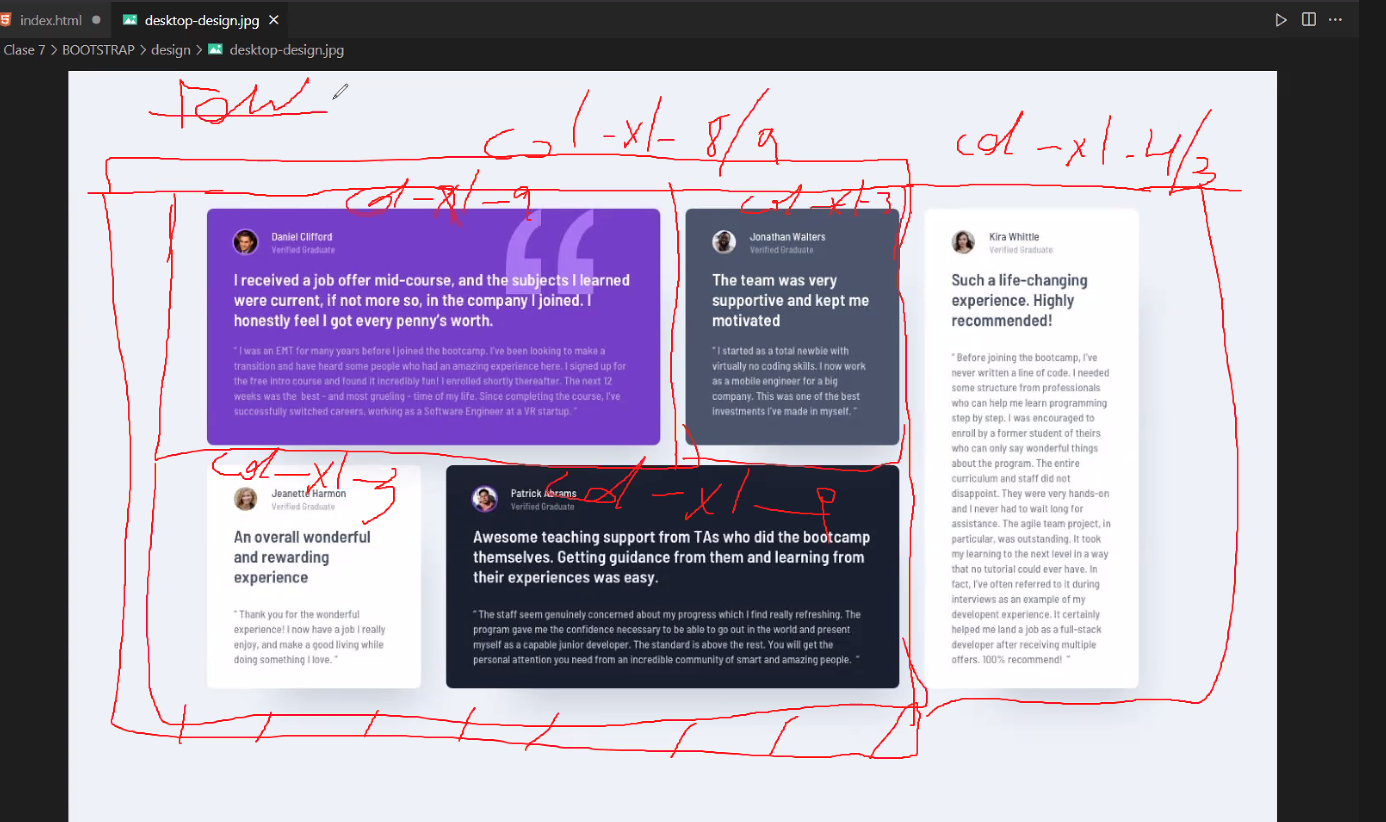 index.html
desktop-design.jpg
Clase 7 > BOOTSTRAP > design > desktop-design.jpg
row
col-xl-8/9
col-xl-4/3
col-xl-9
col-xl-3
Daniel Clifford
Verified Graduate
I received a job offer mid-course, and the subjects I learned
were current, if not more so, in the company I joined. I
honestly feel I got every penny’s worth.
“ I was an EMT for many years before I joined the bootcamp. I’ve been looking to make a
transition and have heard some people who had an amazing experience here. I signed up for
the free intro course and found it incredibly fun! I enrolled shortly thereafter. The next 12
weeks was the best - and most grueling - time of my life. Since completing the course, I’ve
successfully switched careers, working as a Software Engineer at a VR startup. ”
Jonathan Walters
Verified Graduate
The team was very
supportive and kept me
motivated
“ I started as a total newbie with
virtually no coding skills. I now work
as a mobile engineer for a big
company. This was one of the best
investments I’ve made in myself. ”
Kira Whittle
Verified Graduate
Such a life-changing
experience. Highly
recommended!
“ Before joining the bootcamp, I’ve
never written a line of code. I needed
some structure from professionals
who can help me learn programming
step by step. I was encouraged to
enroll by a former student of theirs
who can only say wonderful things
about the program. The entire
curriculum and staff did not
disappoint. They were very hands-on
and I never had to wait long for
assistance. The agile team project, in
particular, was outstanding. It took
my learning to the next level in a way
that no tutorial could ever have. In
fact, I’ve often referred to it during
interviews as an example of my
developent experience. It certainly
helped me land a job as a full-stack
developer after receiving multiple
offers. 100% recommend! ”
col-xl-3
Jeanette Harmon
Verified Graduate
An overall wonderful
and rewarding
experience
“ Thank you for the wonderful
experience! I now have a job I really
enjoy, and make a good living while
doing something I love. ”
col-xl-9
Patrick Abrams
Verified Graduate
Awesome teaching support from TAs who did the bootcamp
themselves. Getting guidance from them and learning from
their experiences was easy.
“ The staff seem genuinely concerned about my progress which I find really refreshing. The
program gave me the confidence necessary to be able to go out in the world and present
myself as a capable junior developer. The standard is above the rest. You will get the
personal attention you need from an incredible community of smart and amazing people. ”